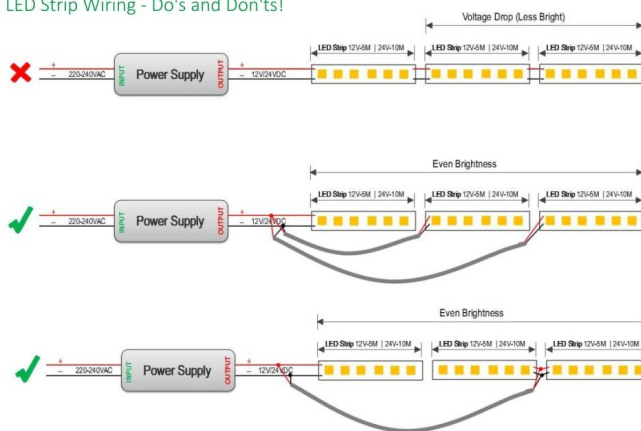 LED Strip Wiring - Do's and Don'ts!
Voltage Drop (Less Bright)
LED Strip 12V-5M | 24V-10M LED Strip 12V-5M | 24V-10M LED Strip 12V-5M | 24V-10M
+ 220-240VAC − INPUT Power Supply OUTPUT + 12V/24VDC −
Even Brightness
LED Strip 12V-5M | 24V-10M LED Strip 12V-5M | 24V-10M LED Strip 12V-5M | 24V-10M
+ 220-240VAC − INPUT Power Supply OUTPUT + 12V/24VDC −
Even Brightness
LED Strip 12V-5M | 24V-10M LED Strip 12V-5M | 24V-10M LED Strip 12V-5M | 24V-10M
+ 220-240VAC − INPUT Power Supply OUTPUT + 12V/24VDC −